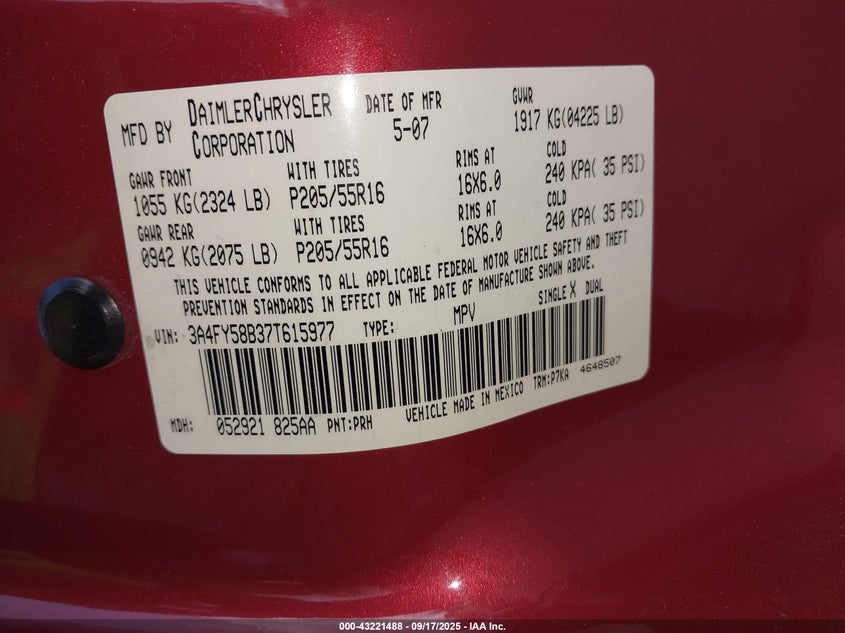 MFD BY DAIMLERCHRYSLER CORPORATION DATE OF MFR 5-07 GVWR 1917 KG(04225 LB)
GAWR FRONT WITH TIRES RIMS AT COLD
1055 KG(2324 LB) P205/55R16 16X6.0 240 KPA( 35 PSI)
GAWR REAR WITH TIRES RIMS AT COLD
0942 KG(2075 LB) P205/55R16 16X6.0 240 KPA( 35 PSI)
THIS VEHICLE CONFORMS TO ALL APPLICABLE FEDERAL MOTOR VEHICLE SAFETY AND THEFT
PREVENTION STANDARDS IN EFFECT ON THE DATE OF MANUFACTURE SHOWN ABOVE.
VIN: 3A4FY58B37T615977 TYPE: MPV SINGLE X DUAL
MDH: 052921 825AA PNT:PRH VEHICLE MADE IN MEXICO TRM:P7KA 4648507
000-43221488 - 09/17/2025 - IAA Inc.